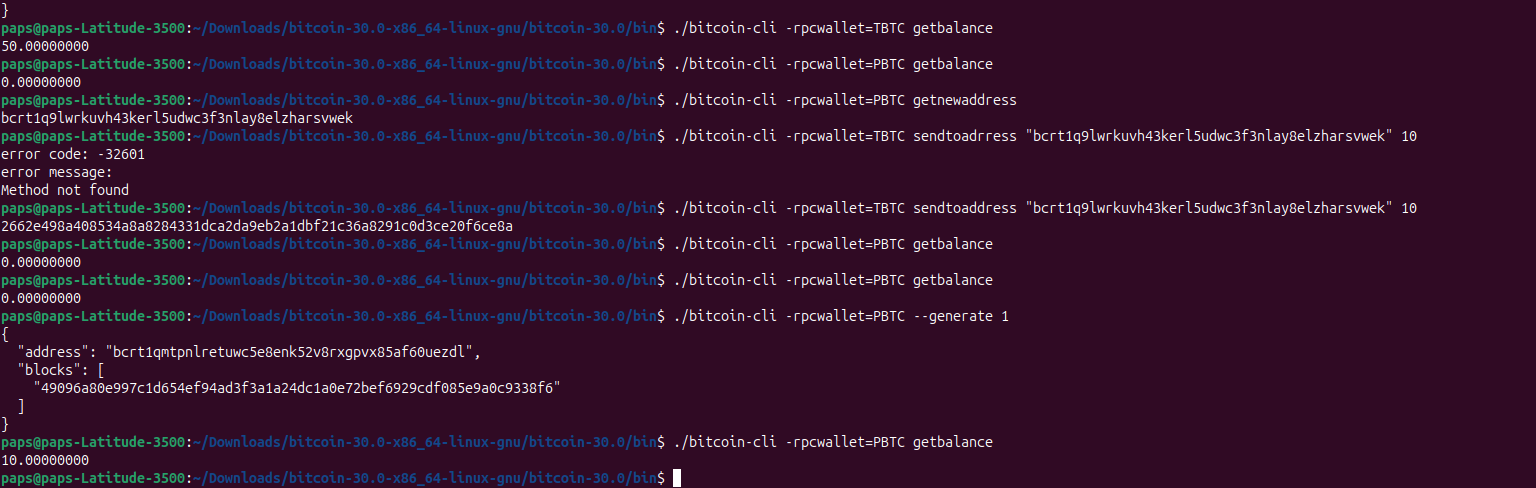 }
paps@paps-Latitude-3500:~/Downloads/bitcoin-30.0-x86_64-linux-gnu/bitcoin-30.0/bin$ ./bitcoin-cli -rpcwallet=TBTC getbalance
50.00000000
paps@paps-Latitude-3500:~/Downloads/bitcoin-30.0-x86_64-linux-gnu/bitcoin-30.0/bin$ ./bitcoin-cli -rpcwallet=PBTC getbalance
0.00000000
paps@paps-Latitude-3500:~/Downloads/bitcoin-30.0-x86_64-linux-gnu/bitcoin-30.0/bin$ ./bitcoin-cli -rpcwallet=PBTC getnewaddress
bcrt1q9lwrkuvh43kerl5udwc3f3nlay8elzharsvwek
paps@paps-Latitude-3500:~/Downloads/bitcoin-30.0-x86_64-linux-gnu/bitcoin-30.0/bin$ ./bitcoin-cli -rpcwallet=TBTC sendtoadrress "bcrt1q9lwrkuvh43kerl5udwc3f3nlay8elzharsvwek" 10
error code: -32601
error message:
Method not found
paps@paps-Latitude-3500:~/Downloads/bitcoin-30.0-x86_64-linux-gnu/bitcoin-30.0/bin$ ./bitcoin-cli -rpcwallet=TBTC sendtoaddress "bcrt1q9lwrkuvh43kerl5udwc3f3nlay8elzharsvwek" 10
2662e498a408534a8a8284331dca2da9eb2a1dbf21c36a8291c0d3ce20f6ce8a
paps@paps-Latitude-3500:~/Downloads/bitcoin-30.0-x86_64-linux-gnu/bitcoin-30.0/bin$ ./bitcoin-cli -rpcwallet=PBTC getbalance
0.00000000
paps@paps-Latitude-3500:~/Downloads/bitcoin-30.0-x86_64-linux-gnu/bitcoin-30.0/bin$ ./bitcoin-cli -rpcwallet=PBTC getbalance
0.00000000
paps@paps-Latitude-3500:~/Downloads/bitcoin-30.0-x86_64-linux-gnu/bitcoin-30.0/bin$ ./bitcoin-cli -rpcwallet=PBTC --generate 1
{
  "address": "bcrt1qmtpnlretuwc5e8enk52v8rxgpvx85af60uezdl",
  "blocks": [
    "49096a80e997c1d654ef94ad3f3a1a24dc1a0e72bef6929cdf085e9a0c9338f6"
  ]
}
paps@paps-Latitude-3500:~/Downloads/bitcoin-30.0-x86_64-linux-gnu/bitcoin-30.0/bin$ ./bitcoin-cli -rpcwallet=PBTC getbalance
10.00000000
paps@paps-Latitude-3500:~/Downloads/bitcoin-30.0-x86_64-linux-gnu/bitcoin-30.0/bin$